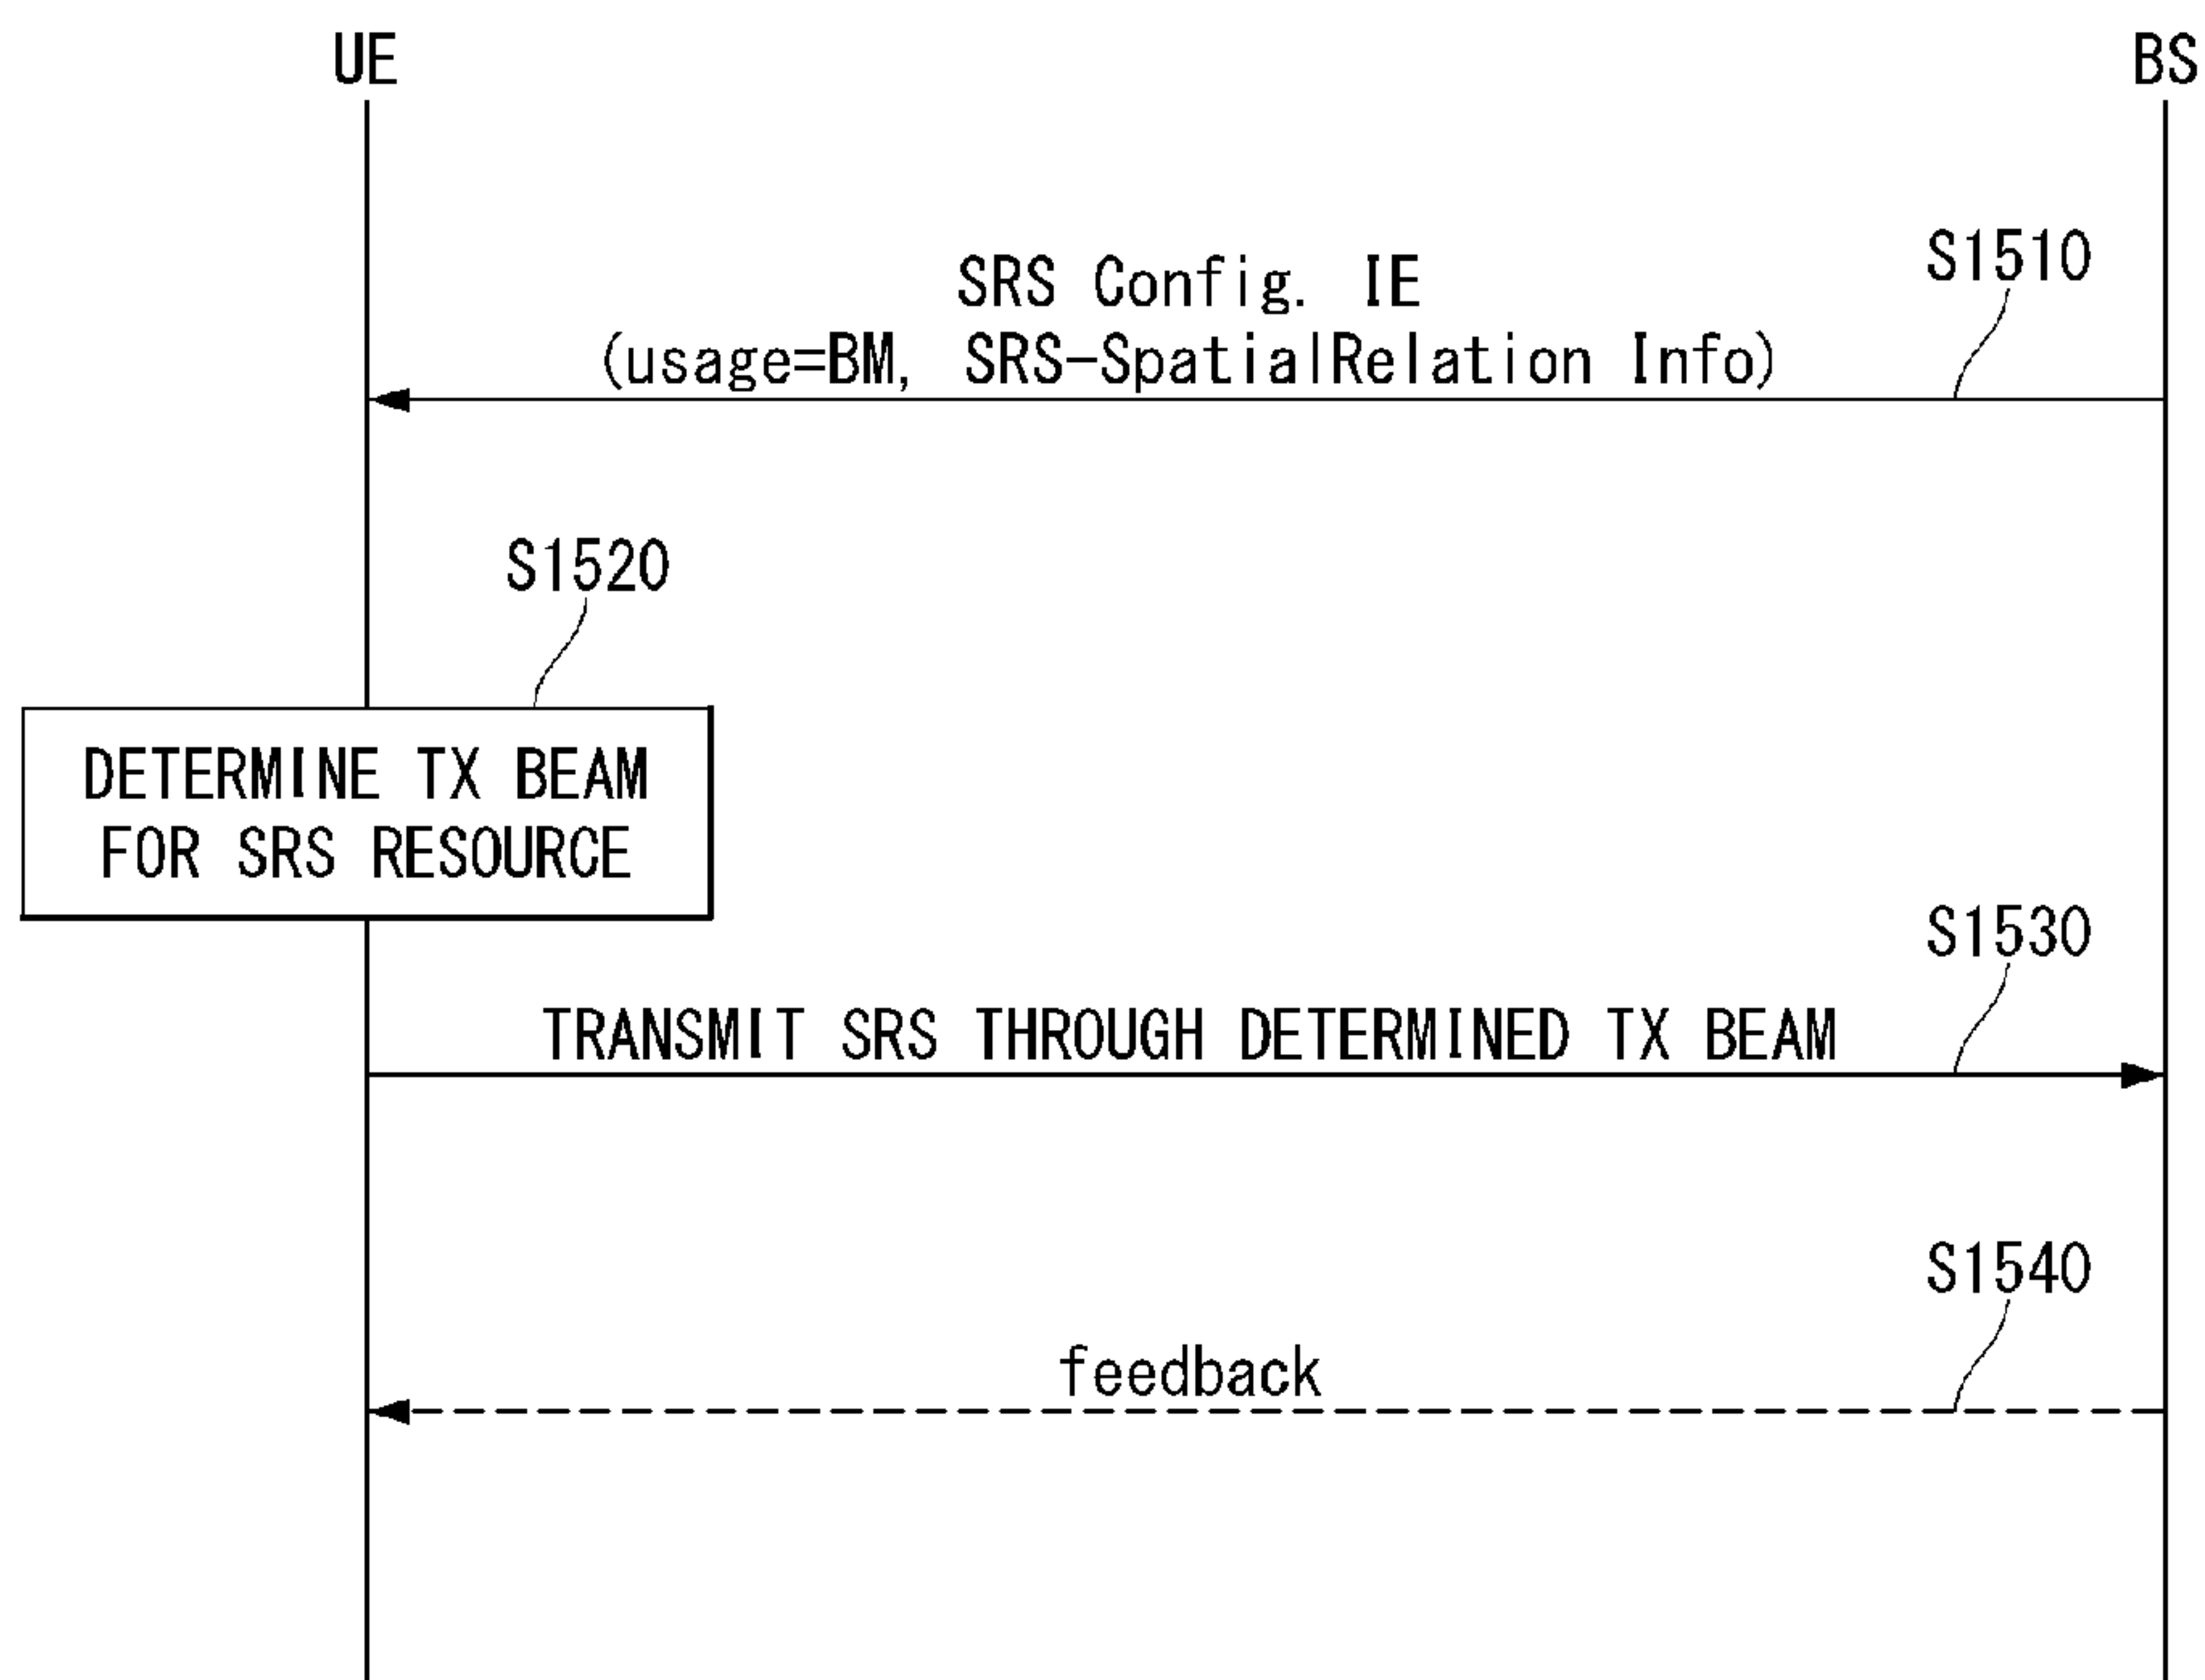 UE
BS
S1510
SRS Config. IE
(usage=BM, SRS-SpatialRelation Info)
S1520
DETERMINE TX BEAM
FOR SRS RESOURCE
S1530
TRANSMIT SRS THROUGH DETERMINED TX BEAM
S1540
feedback